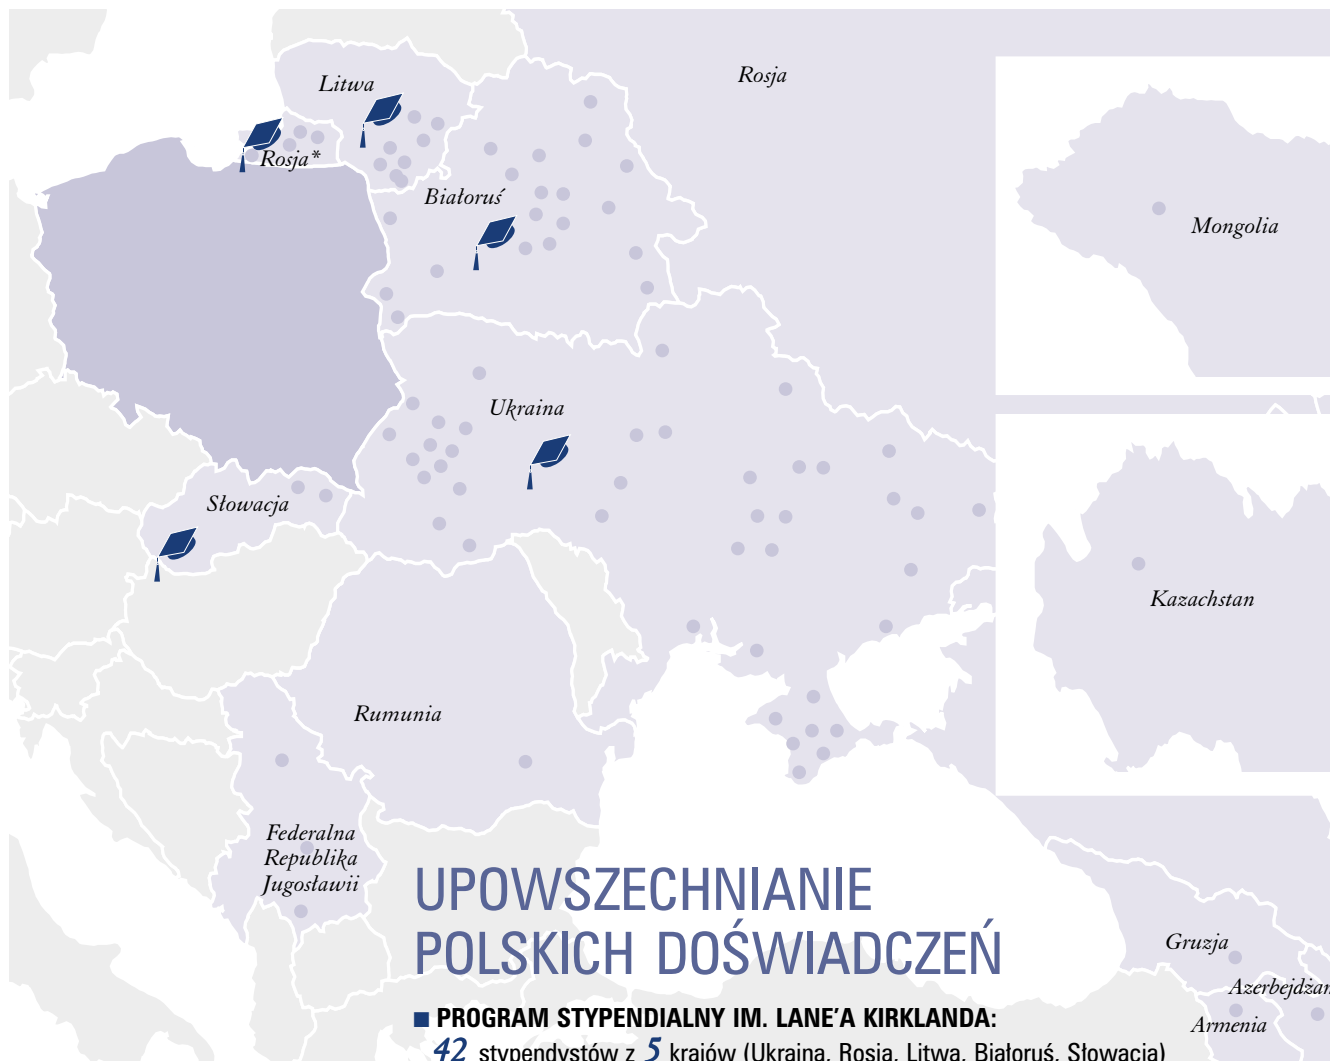 Litwa
Rosja
Rosja*
Białoruś
Mongolia
Ukraina
Słowacja
Kazachstan
Rumunia
Federalna
Republika
Jugosławii
UPOWSZECHNIANIE
POLSKICH DOŚWIADCZEŃ
Gruzja
Azerbejdżan
Armenia
PROGRAM STYPENDIALNY IM. LANE'A KIRKLANDA:
42 stypendystów z 5 krajów (Ukraina, Rosja, Litwa, Białoruś, Słowacja)